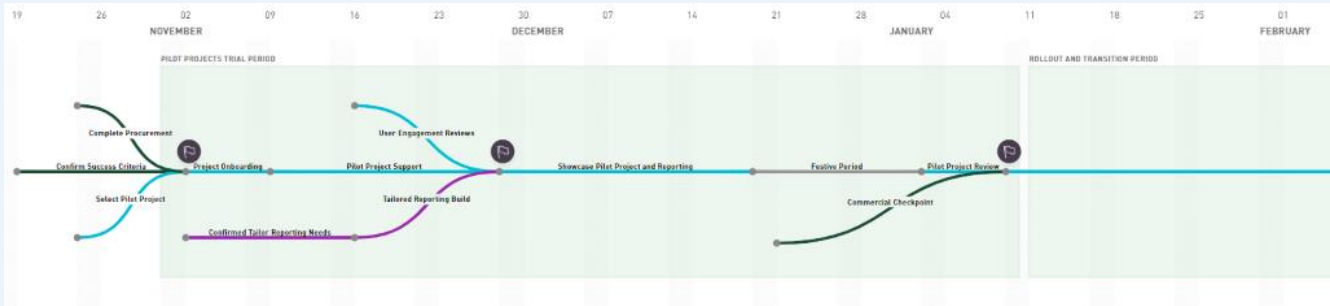 19 26 02 09 16 23 30 07 14 21 28 04 11 18 25 01
NOVEMBER DECEMBER JANUARY FEBRUARY
PILOT PROJECTS TRIAL PERIOD ROLLOUT AND TRANSITION PERIOD
Complete Procurement User Engagement Reviews
Confirm Success Criteria Project Onboarding Pilot Project Support Showcase Pilot Project and Reporting Festive Period Pilot Project Review
Select Pilot Project Tailored Reporting Build Commercial Checkpoint
Confirmed Tailor Reporting Needs